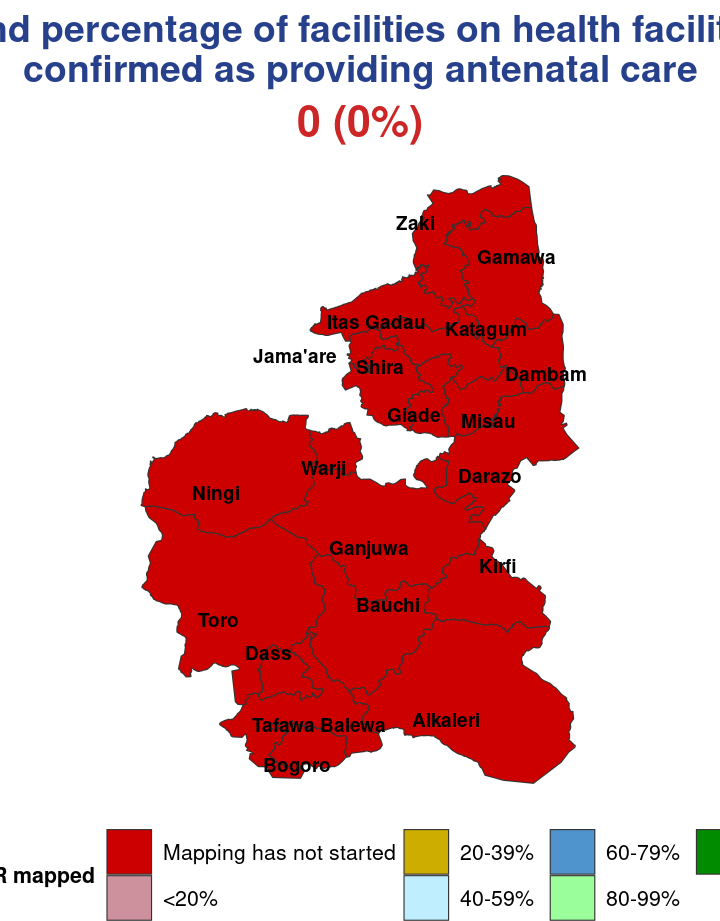 percentage of facilities on health
confirmed as providing antenatal care
0 (0%)
Zaki
Gamawa
Itas Gadau
Katagum
Jama'are
Shira
Dambam
Giade
Misau
Warji
Darazo
Ningi
Ganjuwa
Kirfi
Bauchi
Toro
Dass
Tafawa Balewa
Alkaleri
Bogoro
mapped
Mapping has not started
<20%
20-39%
40-59%
60-79%
80-99%